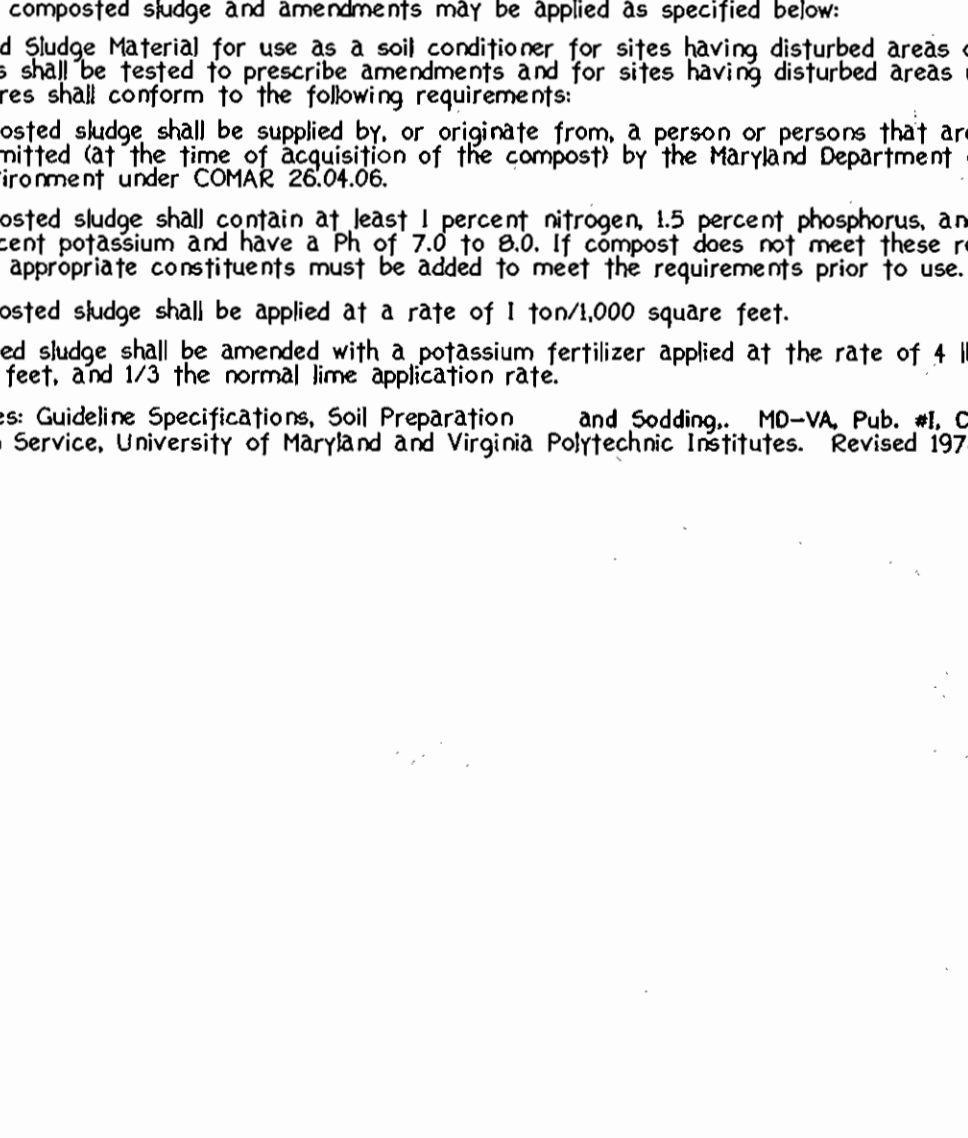 composted sludge and amendments may be applied as specified below:
d Sludge Material for use as a soil conditioner for sites having disturbed areas
s shall be tested to prescribe amendments and for sites having disturbed areas
res shall conform to the following requirements:
osted sludge shall be supplied by, or originate from, a person or persons that are
mitted (at the time of acquisition of the compost) by the Maryland Department
ironment under COMAR 26.04.06.
osted sludge shall contain at least 1 percent nitrogen, 1.5 percent phosphorus, an
cent potassium and have a Ph of 7.0 to 8.0. If compost does not meet these re
appropriate constituents must be added to meet the requirements prior to use.
osted sludge shall be applied at a rate of 1 ton/1,000 square feet.
ed sludge shall be amended with a potassium fertilizer applied at the rate of 4 lb
feet, and 1/3 the normal lime application rate.
es: Guideline Specifications, Soil Preparation and Sodding,. MD-VA, Pub. #1, C
Service, University of Maryland and Virginia Polytechnic Institutes. Revised 197